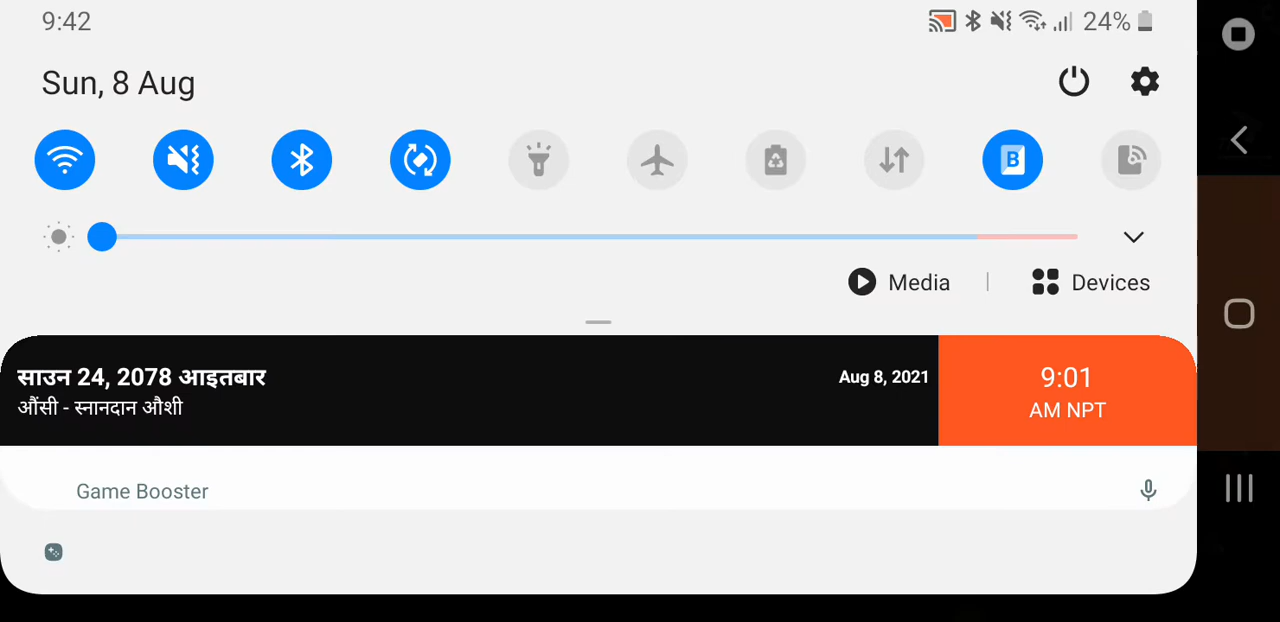 9:42
24%
Sun, 8 Aug
B
Media | Devices
साउन 24, 2078 आइतबार
औंसी - स्नानदान औशी
Aug 8, 2021
9:01
AM NPT
Game Booster